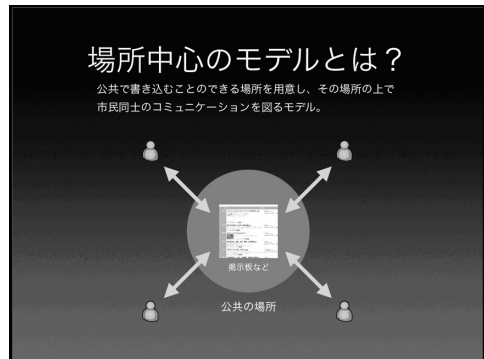 場所中心のモデルとは？
公共で書き込むことのできる場所を用意し、その場所の上で
市民同士のコミュニケーションを図るモデル。
掲示板など
公共の場所